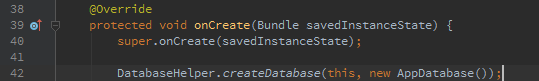 38 @Override
39 protected void onCreate(Bundle savedInstanceState) {
40 super.onCreate(savedInstanceState);
41
42 DatabaseHelper.createDatabase(this, new AppDatabase());